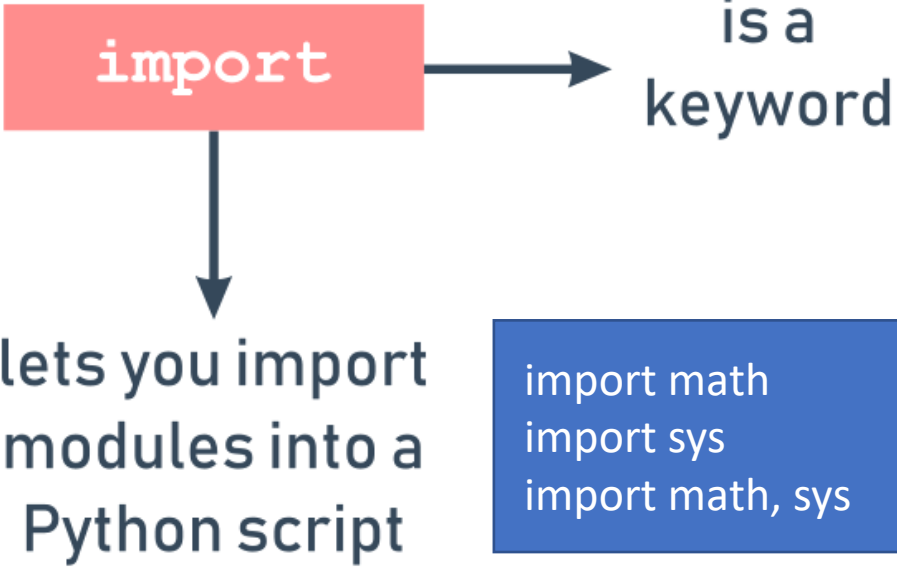 import
is a
keyword
lets you import
modules into a
Python script
import math
import sys
import math, sys